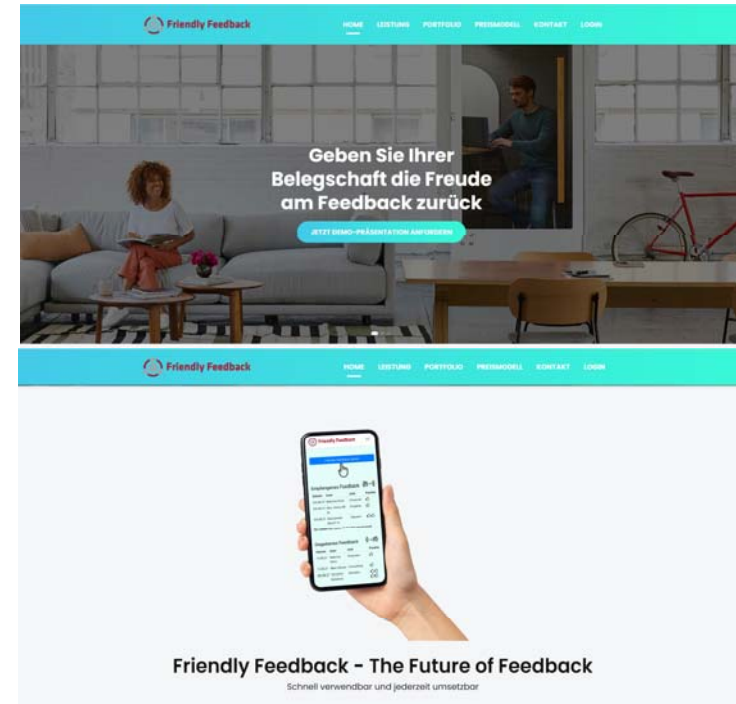 Friendly Feedback
HOME LEISTUNG PORTFOLIO PREISMODELL KONTAKT LOGIN
Geben Sie Ihrer
Belegschaft die Freude
am Feedback zurück
JETZT DEMO-PRÄSENTATION ANFORDERN
Friendly Feedback
HOME LEISTUNG PORTFOLIO PREISMODELL KONTAKT LOGIN
Friendly Feedback
Empfangenes Feedback
Friendly Feedback - The Future of Feedback
Schnell verwendbar und jederzeit umsetzbar